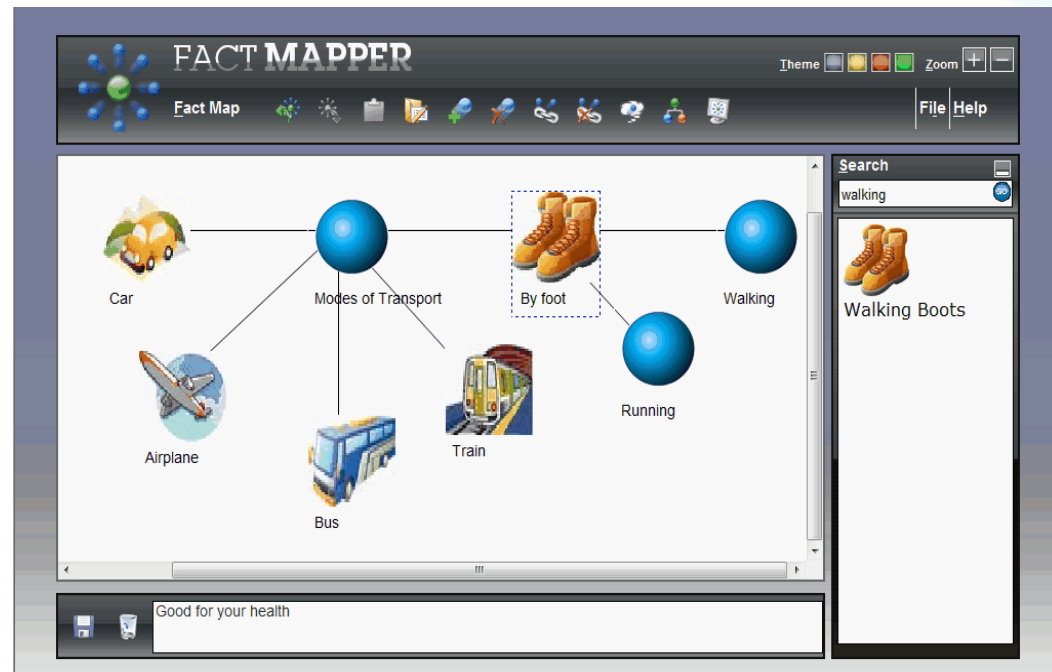 FACT MAPPER
Theme
Zoom
Fact Map
File
Help
Search
walking
GO
Walking Boots
Car
Modes of Transport
By foot
Walking
Running
Airplane
Train
Bus
Good for your health